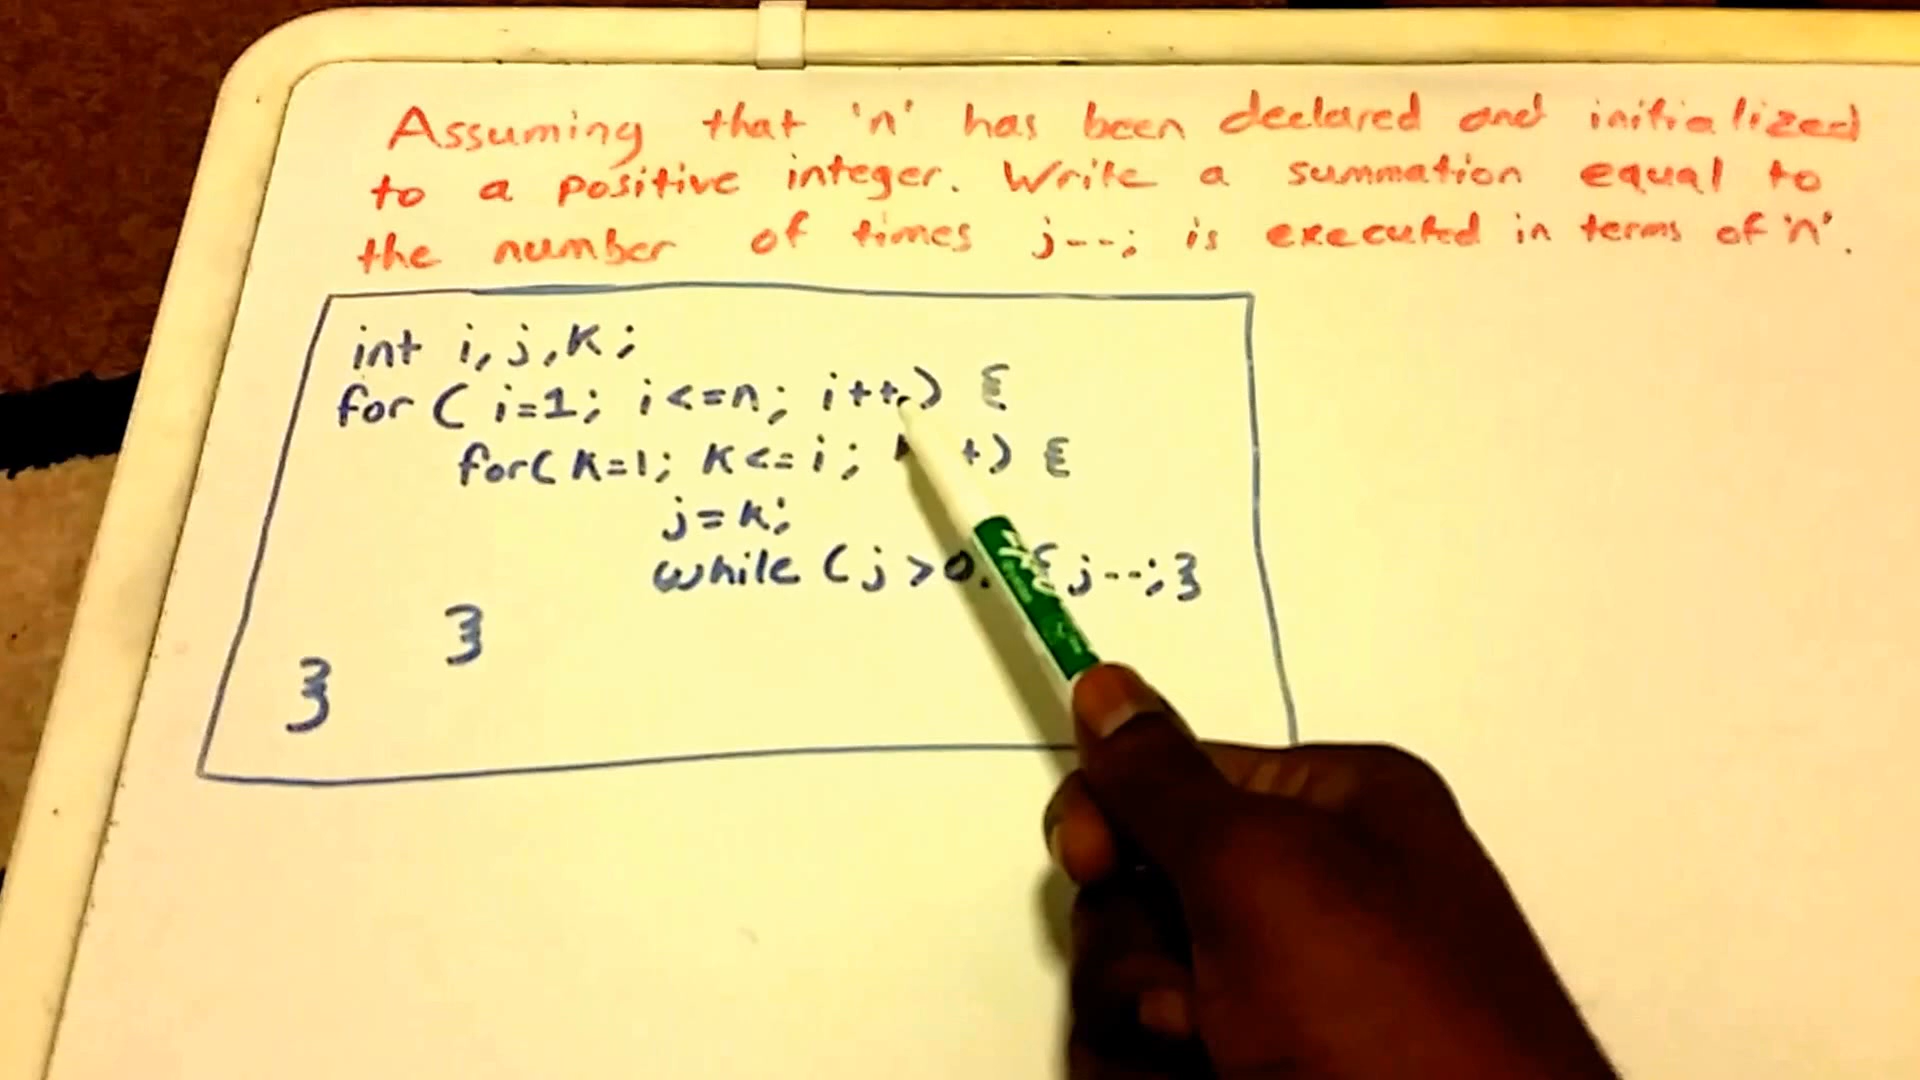 Assuming that 'n' has been declared and initialized
to a positive integer. Write a summation equal to
the number of times j--; is executed in terms of 'n'.
int i, j, K;
for ( i=1; i<=n; i++) {
for( K=1; K<=i; +) {
j=K;
while (j>0 {j--;}
}
}